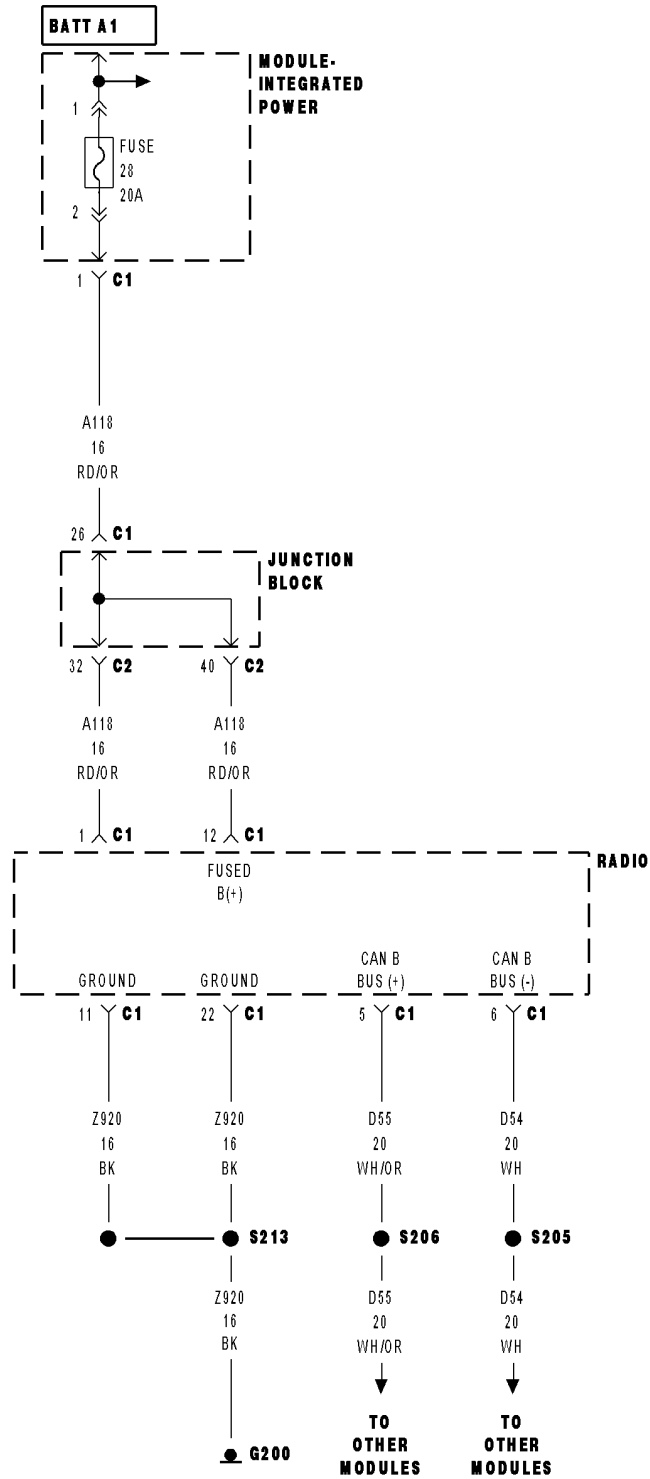 BATT A1
MODULE-
INTEGRATED
POWER
1
FUSE
28
20A
2
1 C1
A118
16
RD/OR
26 C1
JUNCTION
BLOCK
32 C2
40 C2
A118
16
RD/OR
A118
16
RD/OR
1 C1
12 C1
RADIO
FUSED
B(+)
GROUND
GROUND
CAN B
BUS (+)
CAN B
BUS (-)
11 C1
22 C1
5 C1
6 C1
Z920
16
BK
Z920
16
BK
D55
20
WH/OR
D54
20
WH
S213
S206
S205
Z920
16
BK
D55
20
WH/OR
D54
20
WH
G200
TO
OTHER
MODULES
TO
OTHER
MODULES